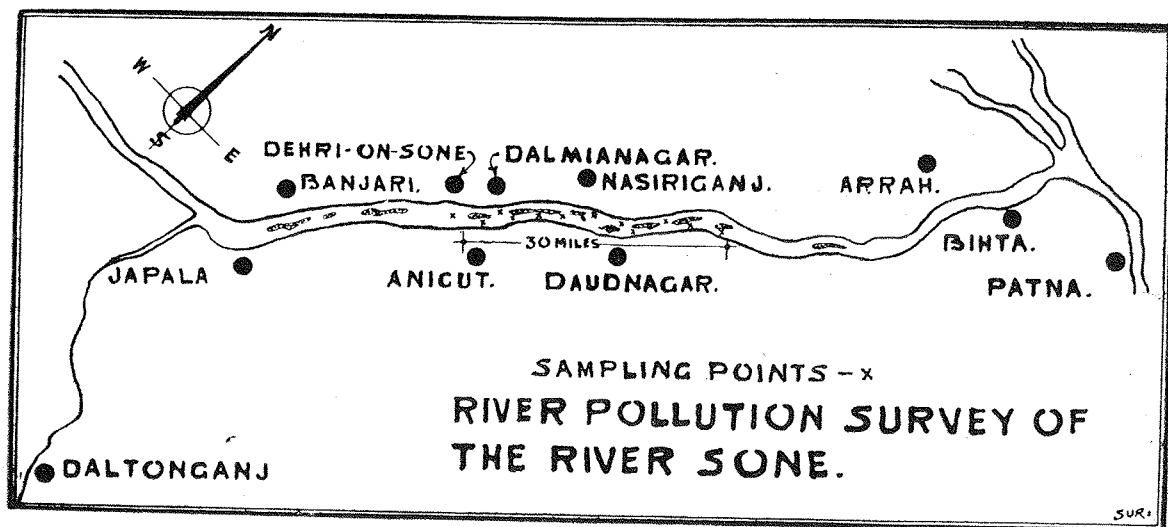 N
W
S
E
DEHRI-ON-SONE
DALMIANAGAR.
BANJARI.
NASIRIGANJ.
ARRAH.
30 MILES
BIHTA.
JAPALA
ANICUT.
DAUDNAGAR.
PATNA.
SAMPLING POINTS - x
RIVER POLLUTION SURVEY OF
THE RIVER SONE.
DALTONGANJ
SUR.